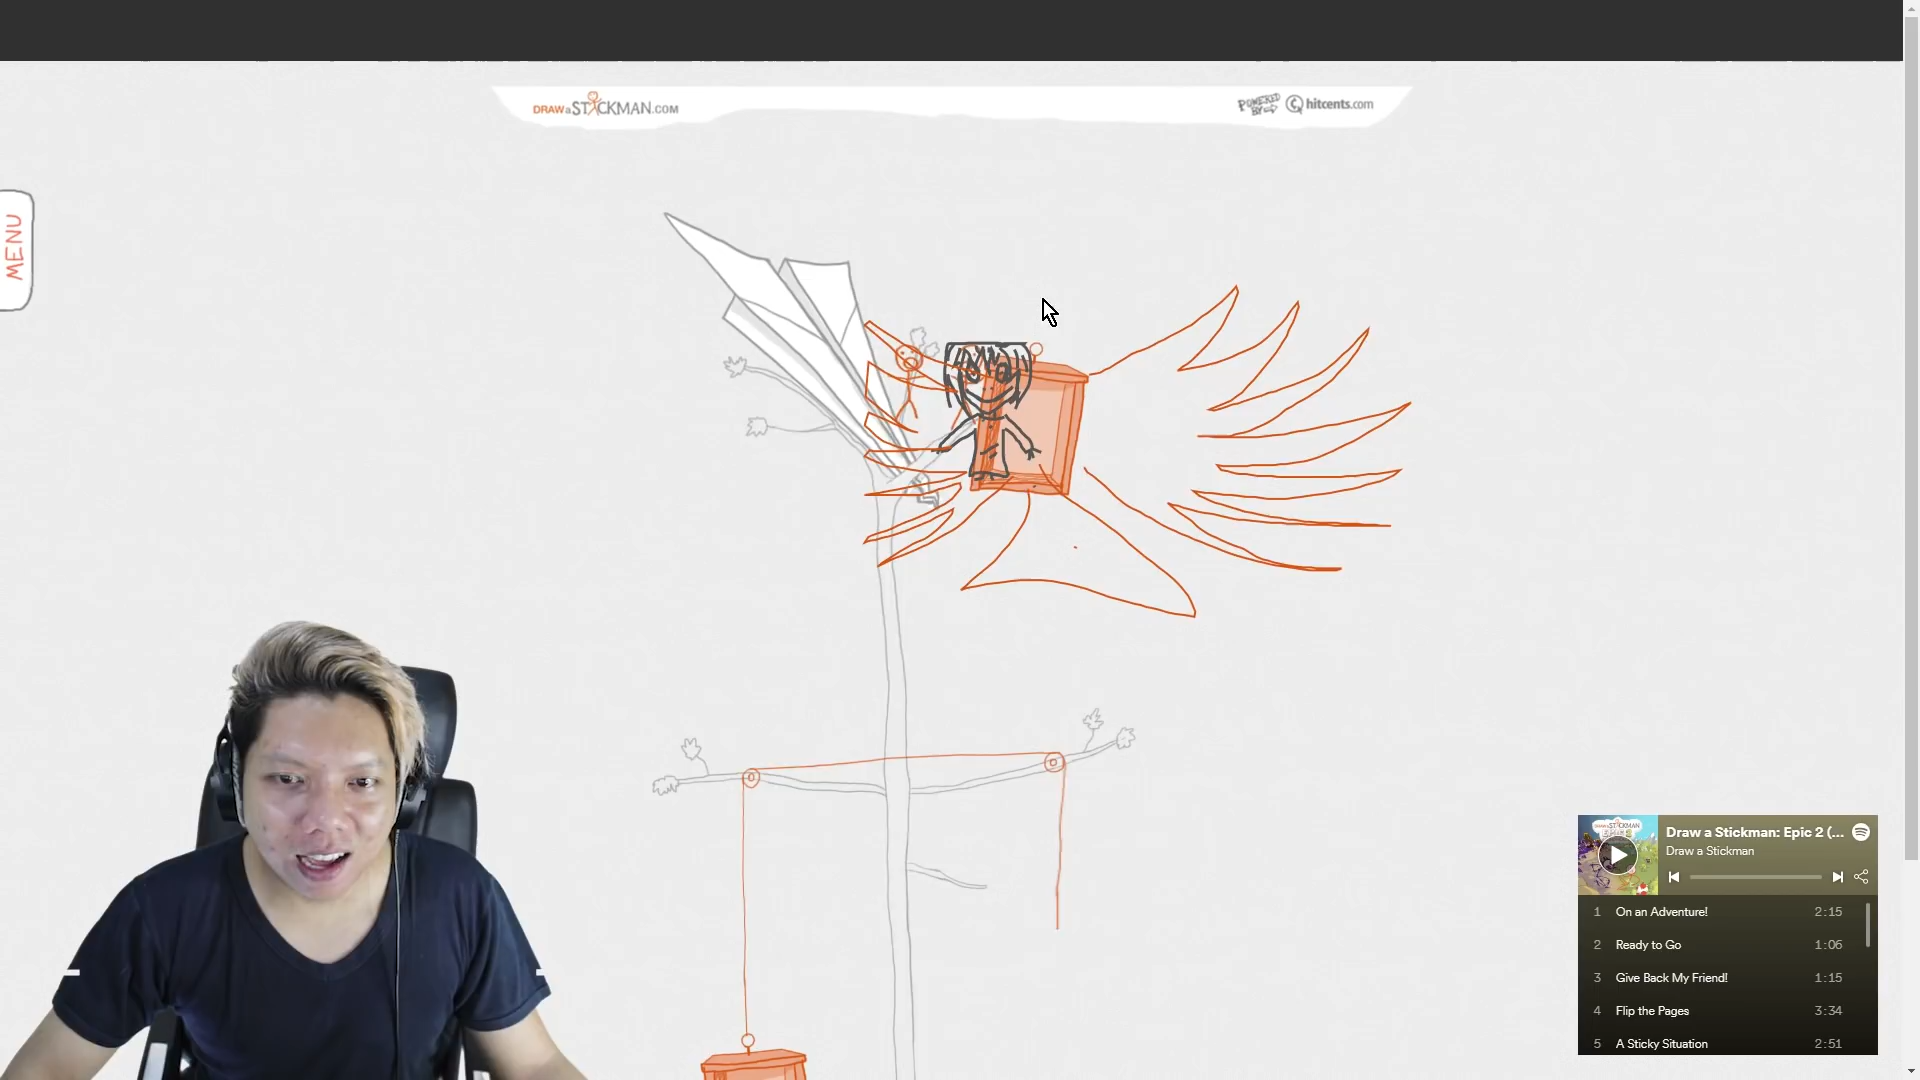 DRAW a STICKMAN.COM
POWERED BY hitcents.com
MENU
Draw a Stickman: Epic 2 (...
Draw a Stickman
1 On an Adventure! 2:15
2 Ready to Go 1:06
3 Give Back My Friend! 1:15
4 Flip the Pages 3:34
5 A Sticky Situation 2:51